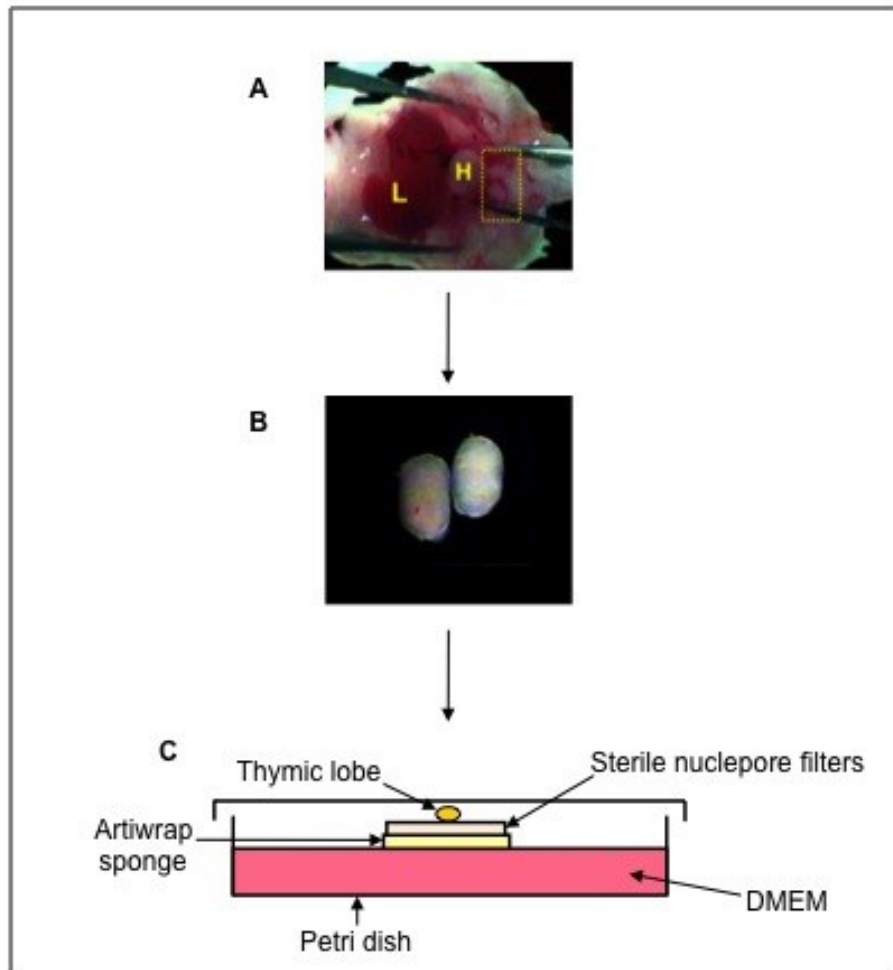 A
H
L
B
C
Thymic lobe
Sterile nuclepore filters
Artiwrap
sponge
DMEM
Petri dish